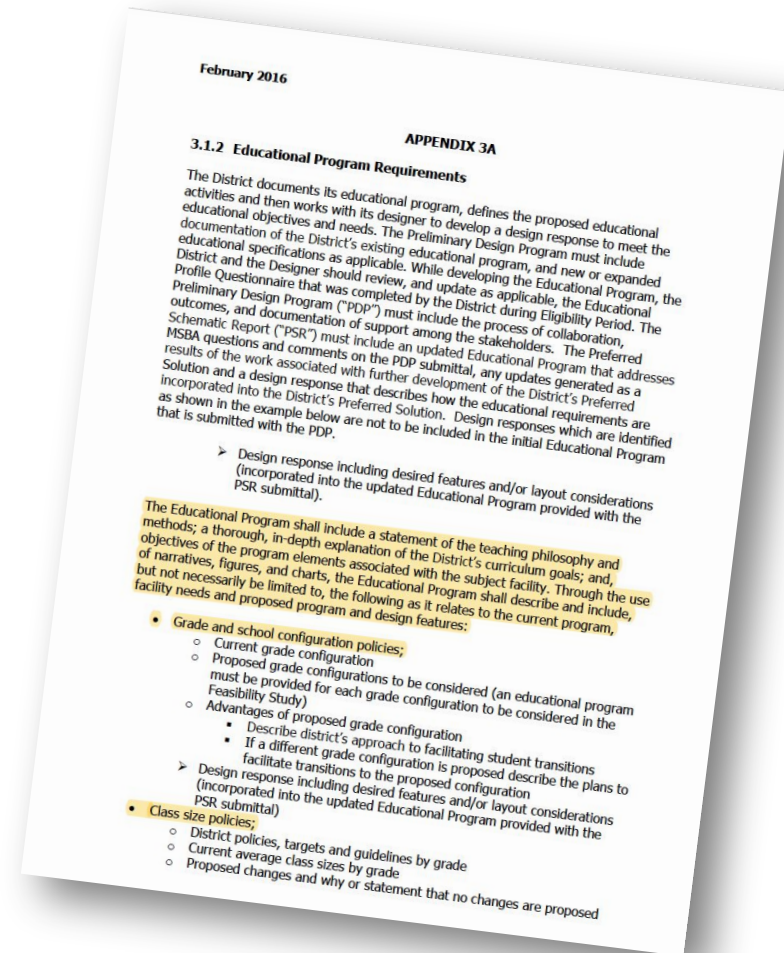 February 2016
APPENDIX 3A
3.1.2 Educational Program Requirements
The District documents its educational program, defines the proposed educational
activities and then works with its designer to develop a design response to meet the
educational objectives and needs. The Preliminary Design Program must include
documentation of the District's existing educational program, and new or expanded
educational specifications as applicable. While developing the Educational Program, the
District and the Designer should review, and update as applicable, the Educational
Profile Questionnaire that was completed by the District during Eligibility Period. The
Preliminary Design Program ("PDP") must include the process of collaboration,
outcomes, and documentation of support among the stakeholders. The Preferred
Schematic Report ("PSR") must include an updated Educational Program that addresses
MSBA questions and comments on the PDP submittal, any updates generated as a
results of the work associated with further development of the District's Preferred
Solution and a design response that describes how the educational requirements are
incorporated into the District's Preferred Solution. Design responses which are identified
as shown in the example below are not to be included in the initial Educational Program
that is submitted with the PDP.
➢ Design response including desired features and/or layout considerations
(incorporated into the updated Educational Program provided with the
PSR submittal).
The Educational Program shall include a statement of the teaching philosophy and
methods; a thorough, in-depth explanation of the District's curriculum goals; and,
objectives of the program elements associated with the subject facility. Through the use
of narratives, figures, and charts, the Educational Program shall describe and include,
but not necessarily be limited to, the following as it relates to the current program,
facility needs and proposed program and design features:
• Grade and school configuration policies;
o Current grade configuration
o Proposed grade configurations to be considered (an educational program
must be provided for each grade configuration to be considered in the
Feasibility Study)
o Advantages of proposed grade configuration
▪ Describe district's approach to facilitating student transitions
▪ If a different grade configuration is proposed describe the plans to
facilitate transitions to the proposed configuration
➢ Design response including desired features and/or layout considerations
(incorporated into the updated Educational Program provided with the
PSR submittal)
• Class size policies;
o District policies, targets and guidelines by grade
o Current average class sizes by grade
o Proposed changes and why or statement that no changes are proposed